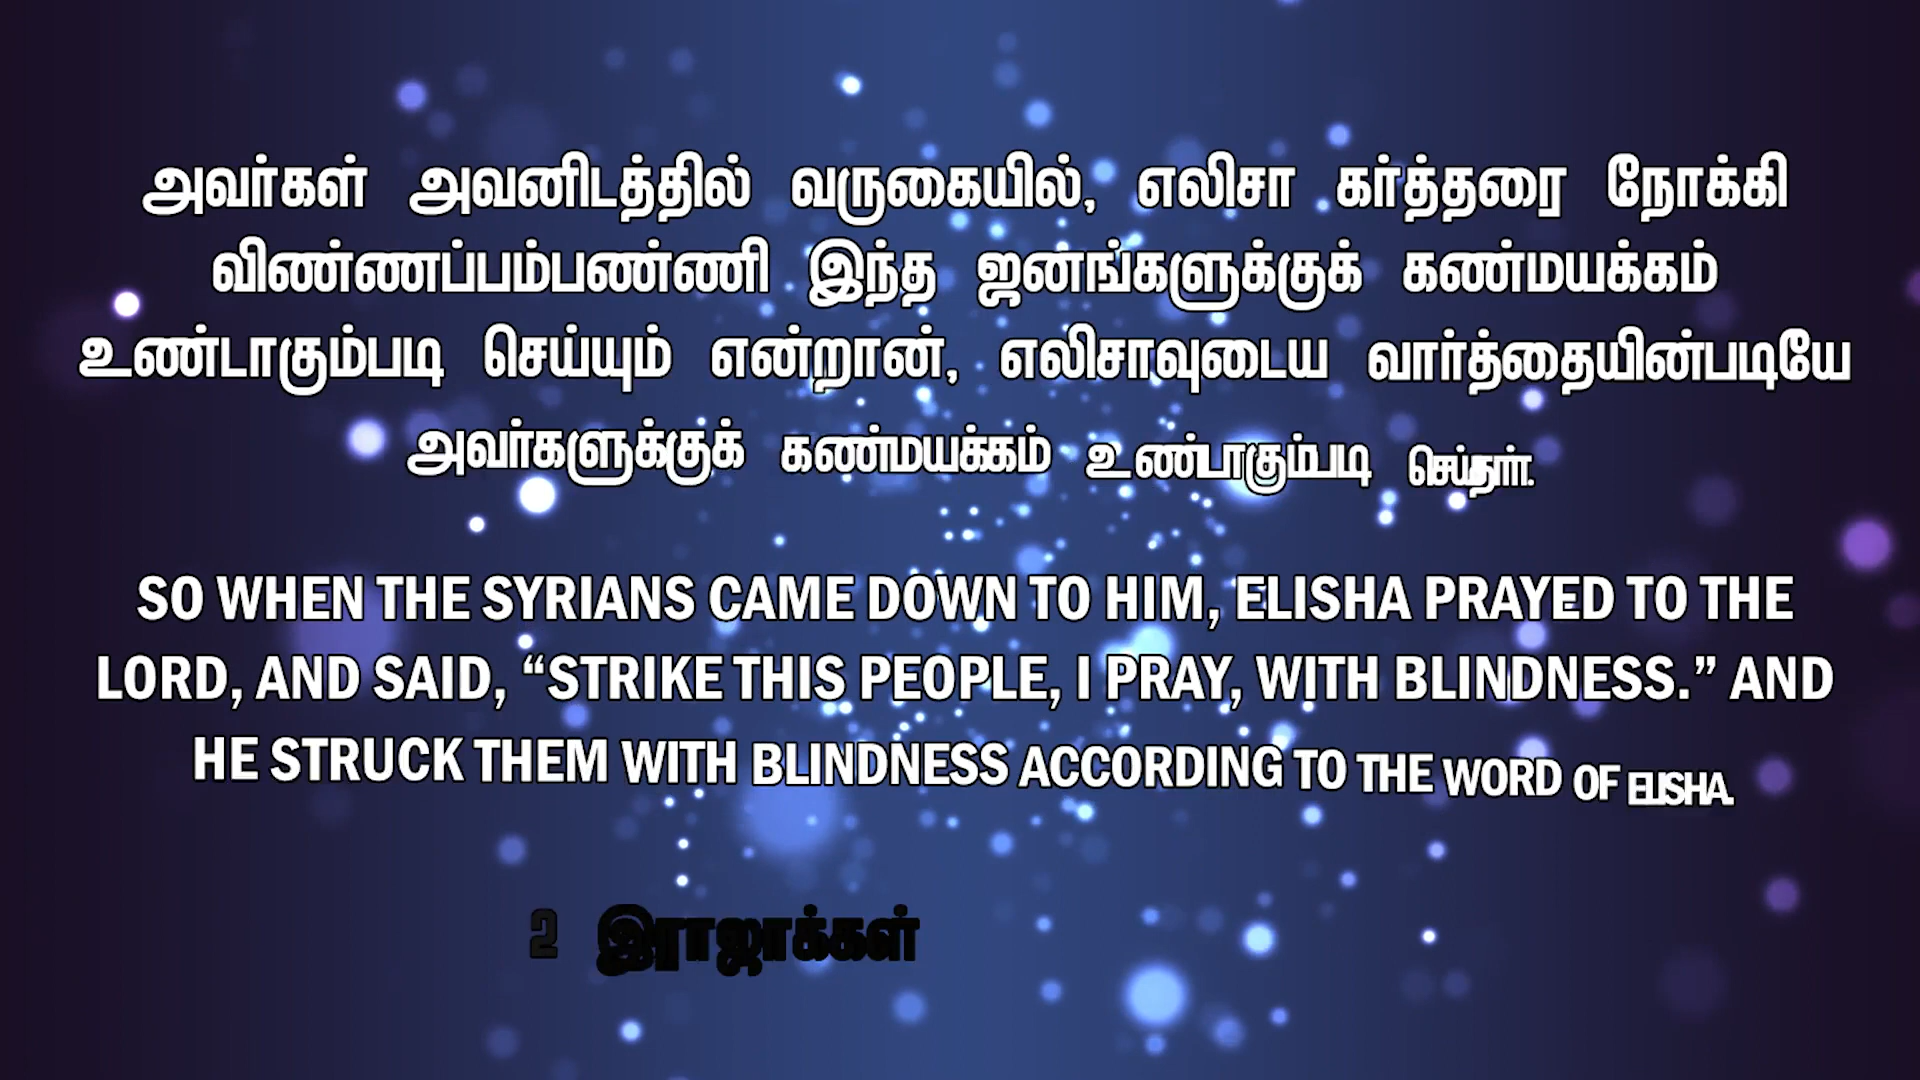 அவர்கள் அவனிடத்தில் வருகையில், எலிசா கர்த்தரை நோக்கி
விண்ணப்பம்பண்ணி இந்த ஜனங்களுக்குக் கண்மயக்கம்
உண்டாகும்படி செய்யும் என்றான், எலிசாவுடைய வார்த்தையின்படியே
அவர்களுக்குக் கண்மயக்கம் உண்டாகும்படி செய்தார்.
SO WHEN THE SYRIANS CAME DOWN TO HIM, ELISHA PRAYED TO THE
LORD, AND SAID, “STRIKE THIS PEOPLE, I PRAY, WITH BLINDNESS.” AND
HE STRUCK THEM WITH BLINDNESS ACCORDING TO THE WORD OF ELISHA.
2 இராஜாக்கள்